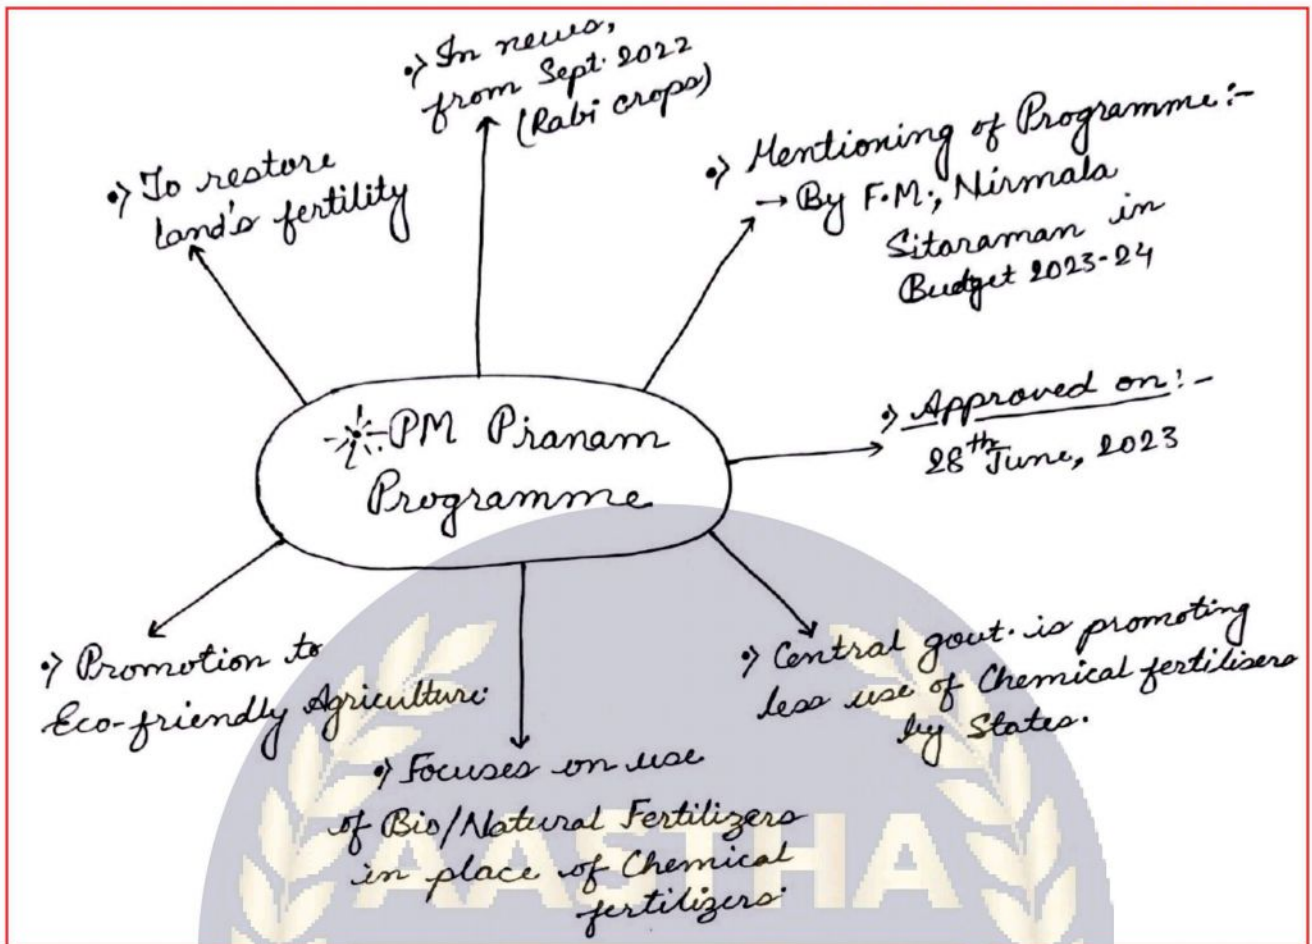 •> In news,
from Sept. 2022
(Rabi crops)
•> To restore
land's fertility
•> Mentioning of Programme:-
→ By F.M., Nirmala
Sitaraman in
Budget 2023-24
•> Approved on:-
28th June, 2023
PM Pranam
Programme
•> Promotion to
Eco-friendly Agriculture.
•> Focuses on use
of Bio/Natural Fertilizers
in place of Chemical
fertilizers.
•> Central govt. is promoting
less use of Chemical fertilisers
by States.
AASTHA